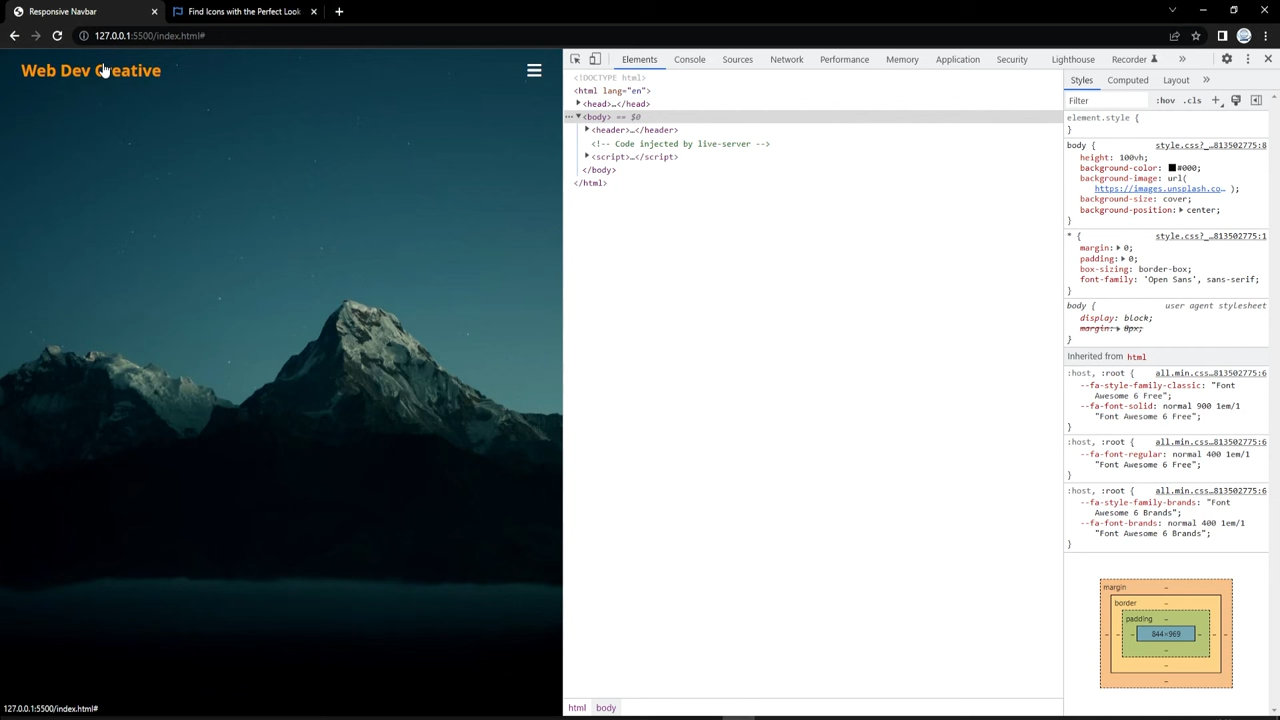 Responsive Navbar
Find Icons with the Perfect Look
127.0.0.1:5500/index.html#
Web Dev Creative
Elements Console Sources Network Performance Memory Application Security Lighthouse Recorder
<!DOCTYPE html>
<html lang="en">
<head>…</head>
<body> == $0
<header>…</header>
<!-- Code injected by live-server -->
<script>…</script>
</body>
</html>
html body
Styles Computed Layout
Filter :hov .cls
element.style {
}
body { style.css?_…813502775:8
height: 100vh;
background-color: #000;
background-image: url(
https://images.unsplash.co… );
background-size: cover;
background-position: center;
}
* { style.css?_…813502775:1
margin: 0;
padding: 0;
box-sizing: border-box;
font-family: 'Open Sans', sans-serif;
}
body { user agent stylesheet
display: block;
margin: 8px;
}
Inherited from html
:host, :root { all.min.css…813502775:6
--fa-style-family-classic: "Font
Awesome 6 Free";
--fa-font-solid: normal 900 1em/1
"Font Awesome 6 Free";
}
:host, :root { all.min.css…813502775:6
--fa-font-regular: normal 400 1em/1
"Font Awesome 6 Free";
}
:host, :root { all.min.css…813502775:6
--fa-style-family-brands: "Font
Awesome 6 Brands";
--fa-font-brands: normal 400 1em/1
"Font Awesome 6 Brands";
}
margin –
border –
padding –
– – – 844×969 – – –
–
–
–
127.0.0.1:5500/index.html#